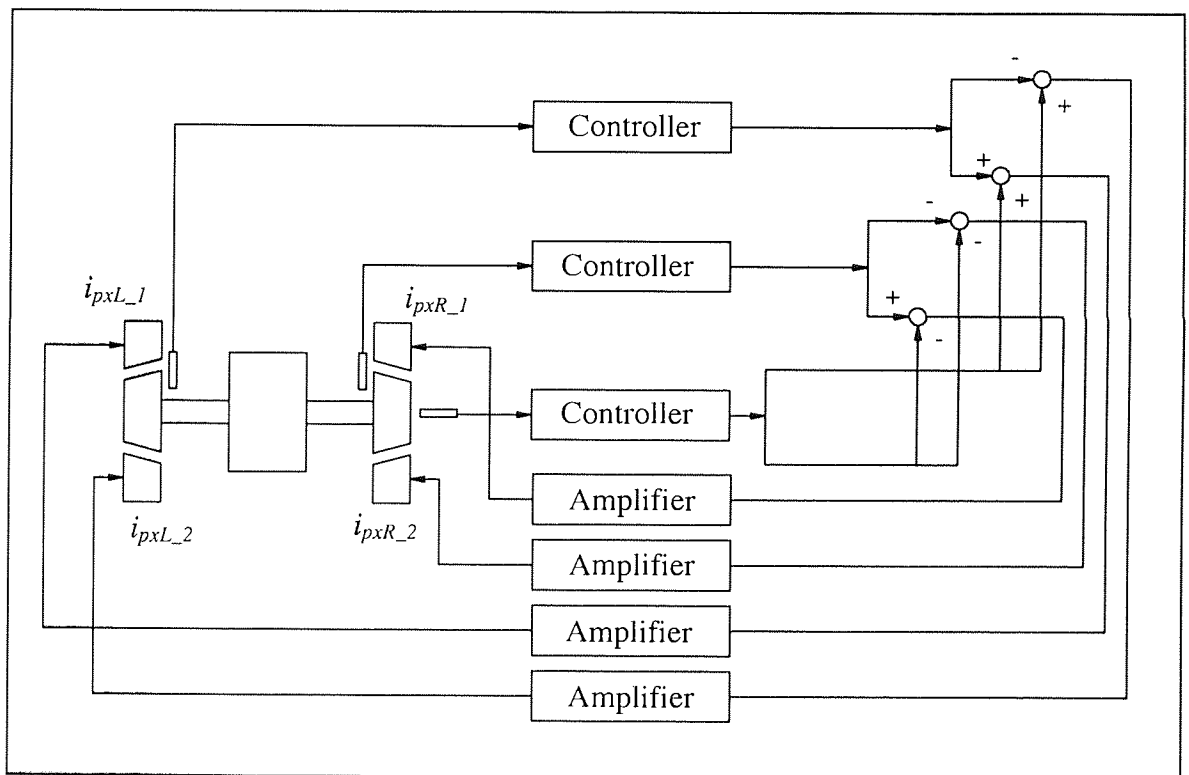 -
+
Controller
+
+
-
-
Controller
i_{pxL_1}
i_{pxR_1}
+
-
Controller
Amplifier
i_{pxL_2}
i_{pxR_2}
Amplifier
Amplifier
Amplifier